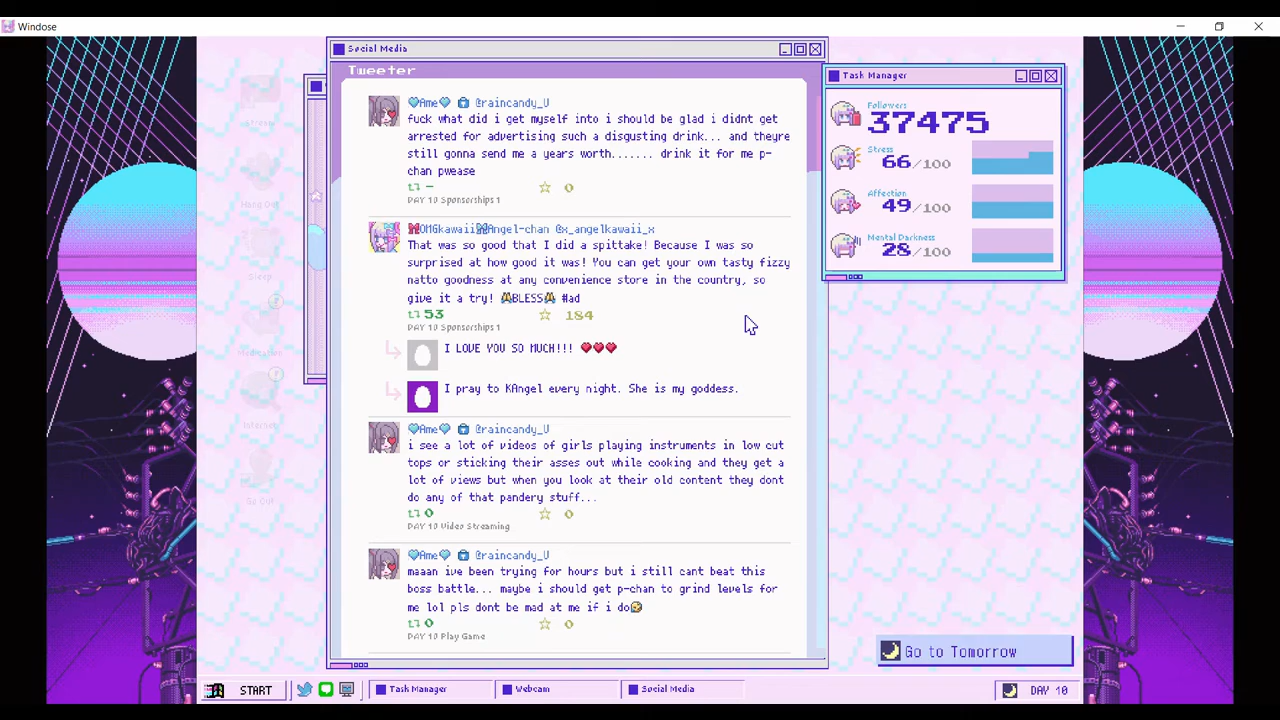 Windose
Social Media
Tweeter
Ame @raincandy_U
fuck what did i get myself into i should be glad i didnt get
arrested for advertising such a disgusting drink... and theyre
still gonna send me a years worth....... drink it for me p-
chan pwease
–
0
DAY 10 Sponsorships 1
OMGkawaii Angel-chan @x_angelkawaii_x
That was so good that I did a spittake! Because I was so
surprised at how good it was! You can get your own tasty fizzy
natto goodness at any convenience store in the country, so
give it a try! 🙏BLESS🙏 #ad
53
184
DAY 10 Sponsorships 1
I LOVE YOU SO MUCH!!! ❤❤❤
I pray to KAngel every night. She is my goddess.
Ame @raincandy_U
i see a lot of videos of girls playing instruments in low cut
tops or sticking their asses out while cooking and they get a
lot of views but when you look at their old content they dont
do any of that pandery stuff...
0
0
DAY 10 Video Streaming
Ame @raincandy_U
maaan ive been trying for hours but i still cant beat this
boss battle... maybe i should get p-chan to grind levels for
me lol pls dont be mad at me if i do
0
0
DAY 10 Play Game
Task Manager
Followers
37475
Stress
66/100
Affection
49/100
Mental Darkness
28/100
Stream
Hang Out
Sleep
Medication
Internet
Go Out
Go to Tomorrow
START
Task Manager
Webcam
Social Media
DAY 10